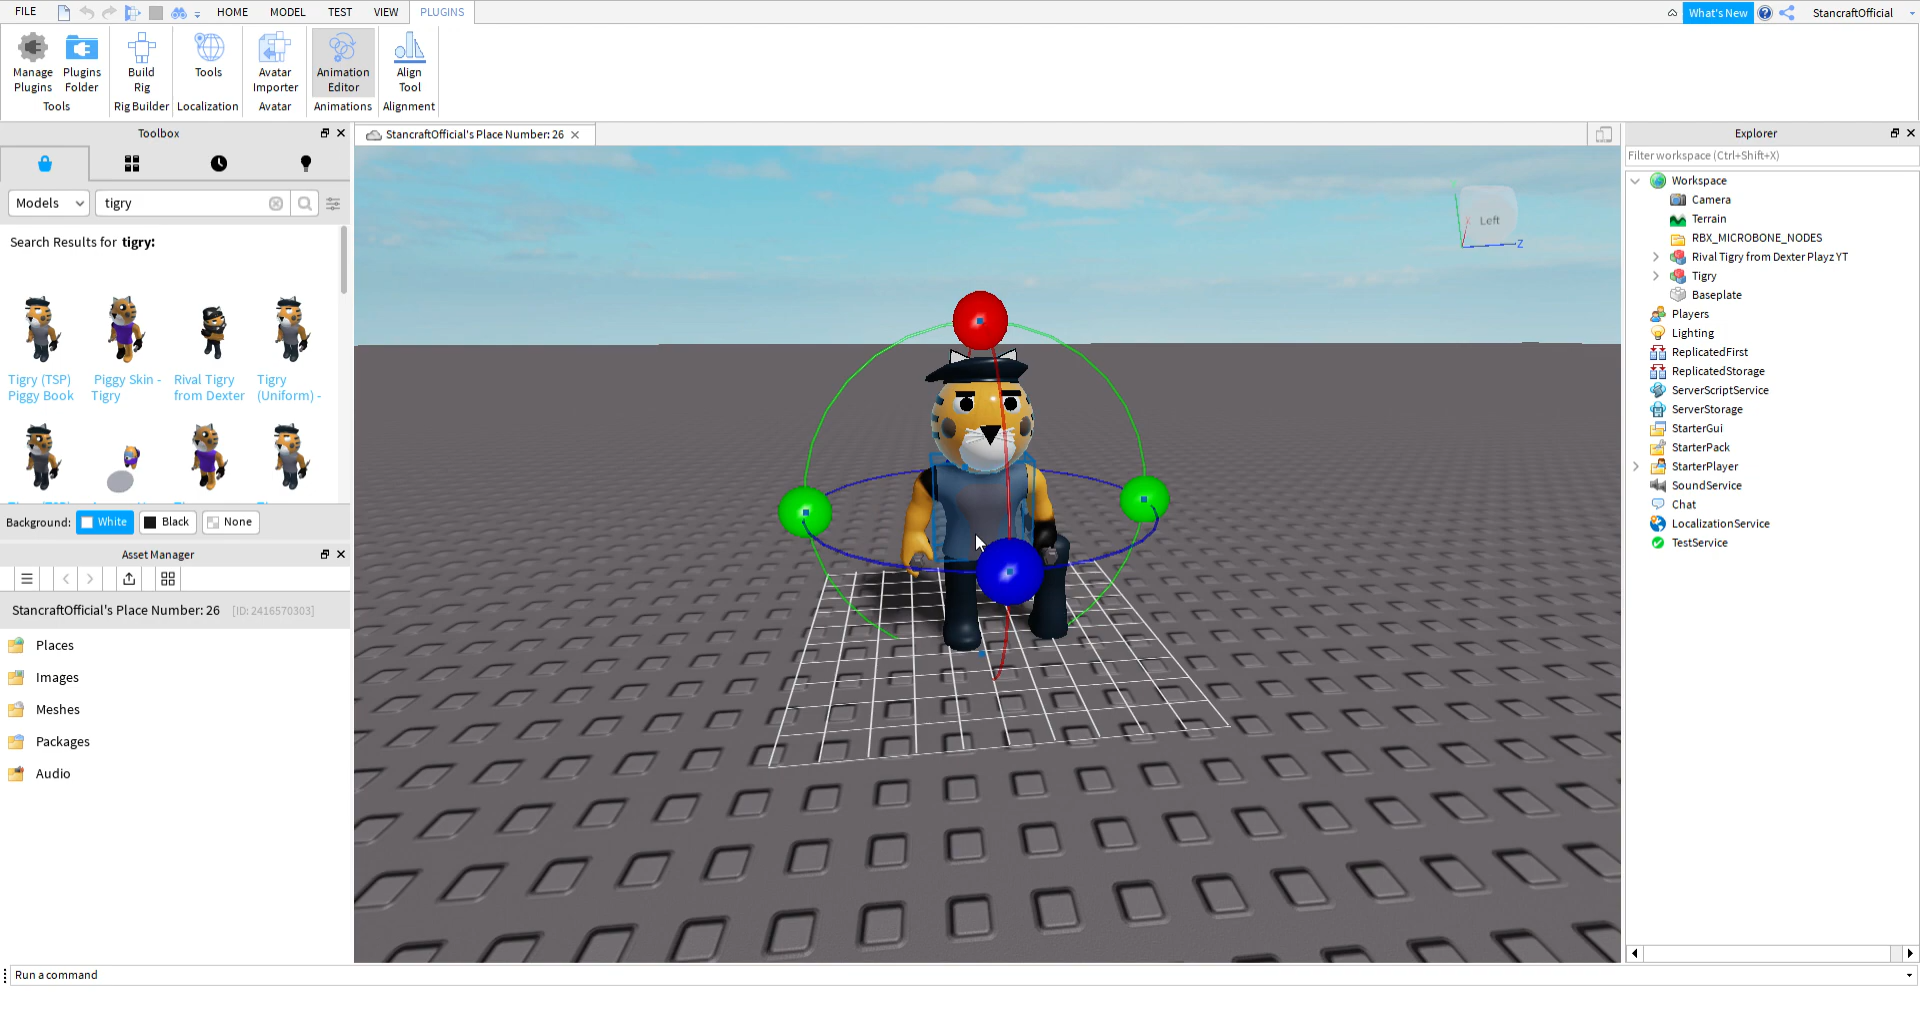 FILE
HOME
MODEL
TEST
VIEW
PLUGINS
What's New
StancraftOfficial
Manage Plugins
Plugins Folder
Tools
Build Rig
Rig Builder
Tools
Localization
Avatar Importer
Avatar
Animation Editor
Animations
Align Tool
Alignment
Toolbox
StancraftOfficial's Place Number: 26
Explorer
Filter workspace (Ctrl+Shift+X)
Models
tigry
Search Results for tigry:
Tigry (TSP) Piggy Book
Piggy Skin - Tigry
Rival Tigry from Dexter
Tigry (Uniform) -
Background:
White
Black
None
Asset Manager
StancraftOfficial's Place Number: 26 [ID: 2416570303]
Places
Images
Meshes
Packages
Audio
Left
Z
Workspace
Camera
Terrain
RBX_MICROBONE_NODES
Rival Tigry from Dexter Playz YT
Tigry
Baseplate
Players
Lighting
ReplicatedFirst
ReplicatedStorage
ServerScriptService
ServerStorage
StarterGui
StarterPack
StarterPlayer
SoundService
Chat
LocalizationService
TestService
Run a command